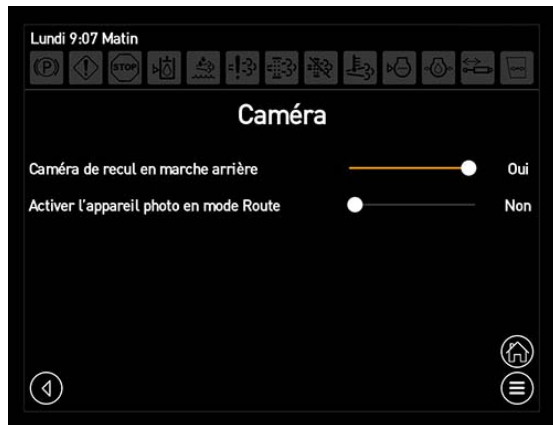 Lundi 9:07 Matin
(P)
STOP
Caméra
Caméra de recul en marche arrière Oui
Activer l'appareil photo en mode Route Non